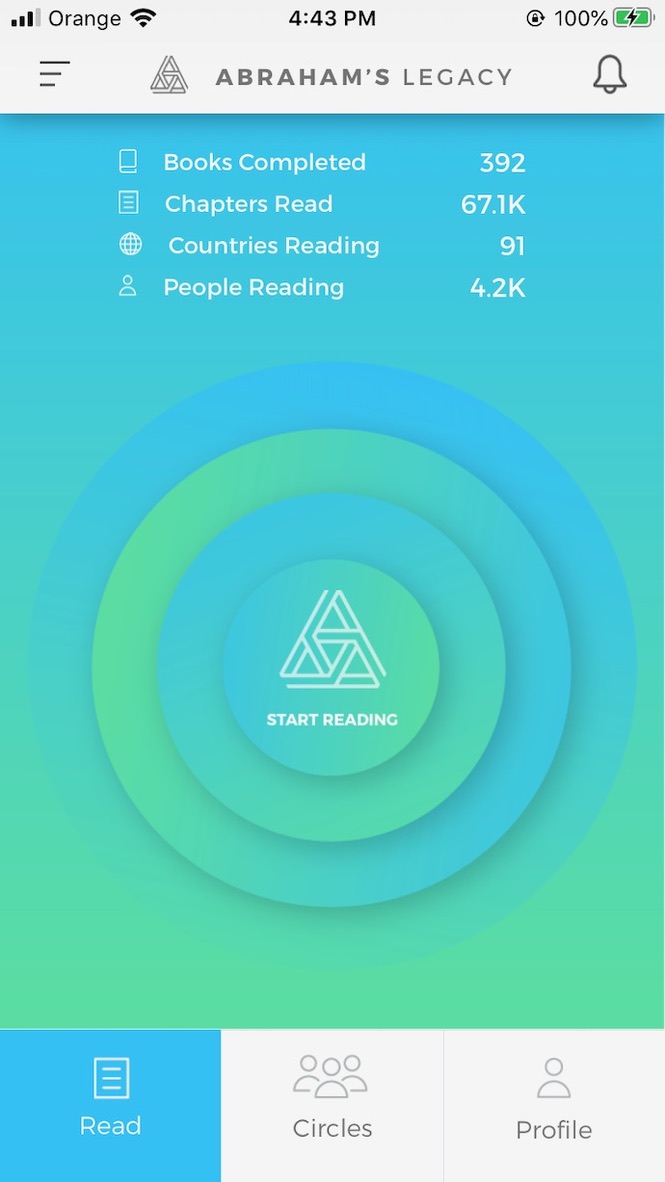 Orange 4:43 PM 100%
ABRAHAM'S LEGACY
Books Completed 392
Chapters Read 67.1K
Countries Reading 91
People Reading 4.2K
START READING
Read Circles Profile